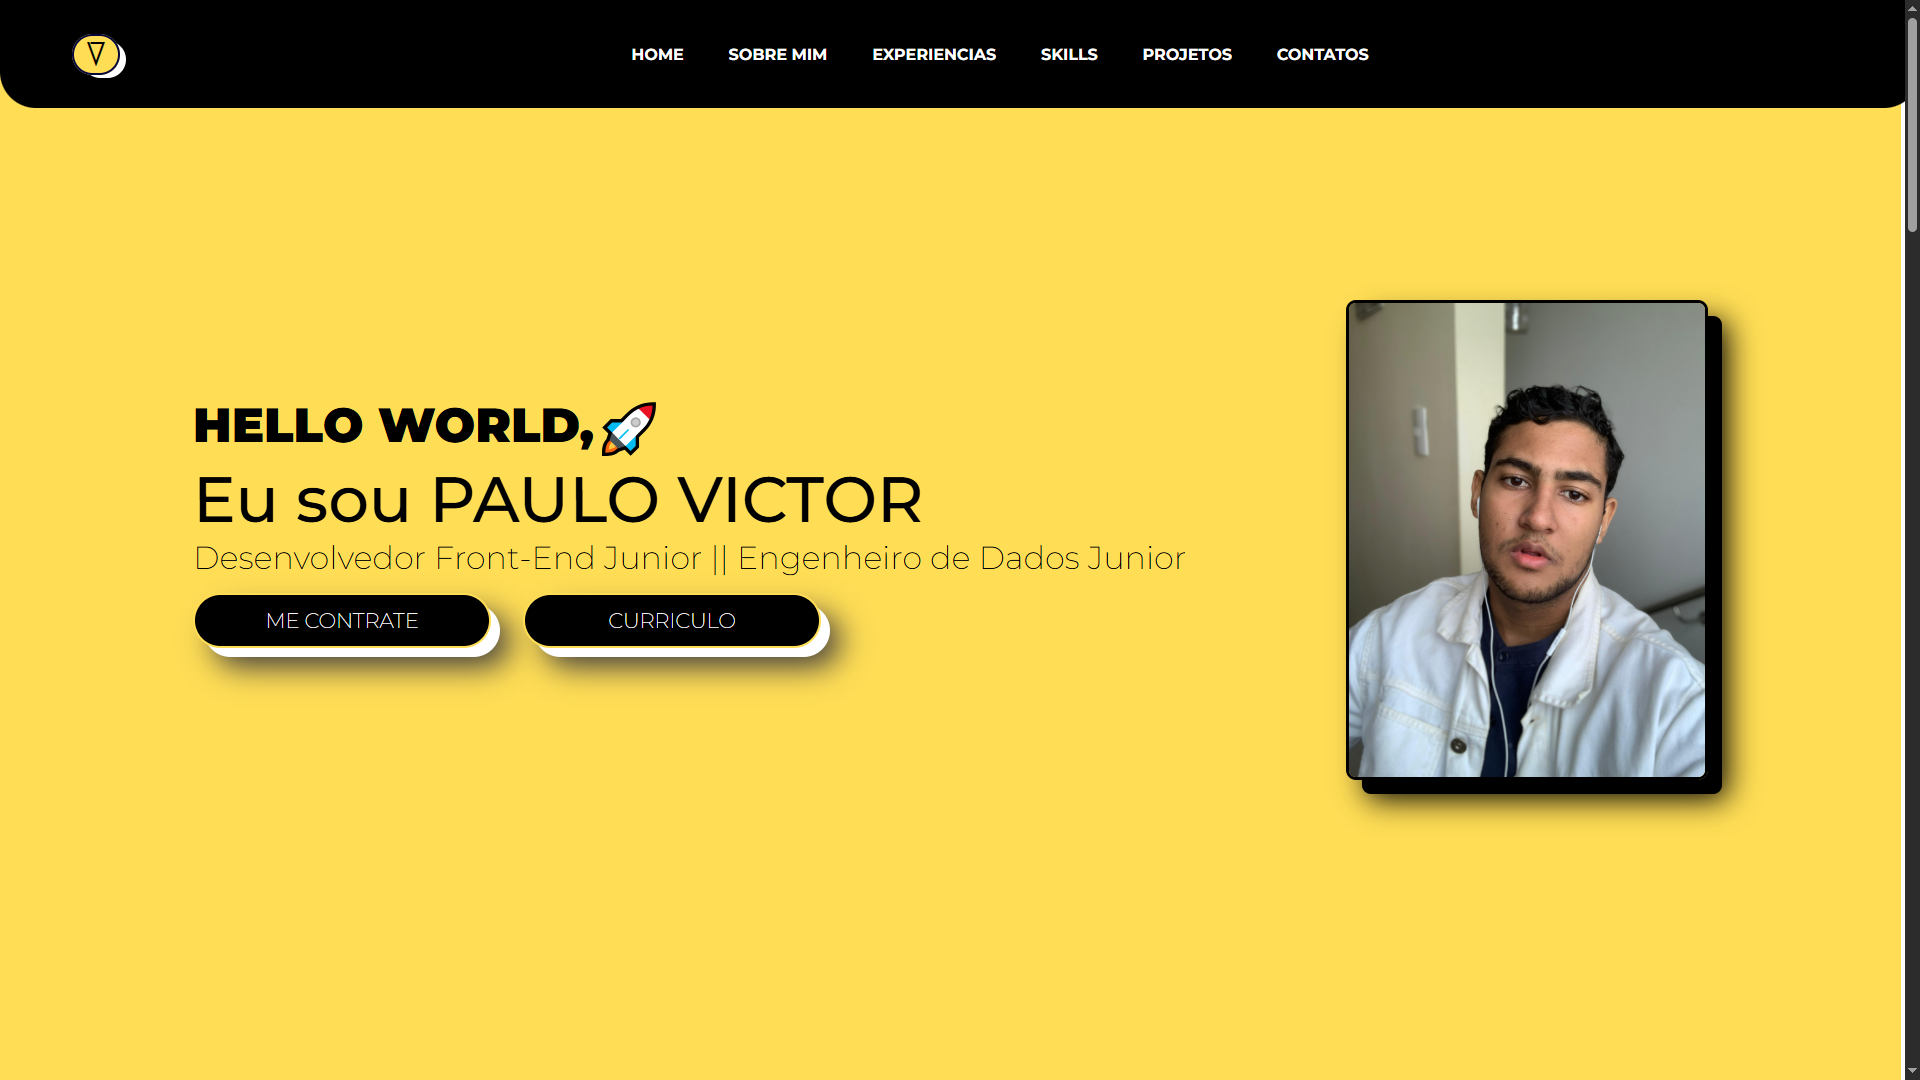 HOME SOBRE MIM EXPERIENCIAS SKILLS PROJETOS CONTATOS
HELLO WORLD,🚀
Eu sou PAULO VICTOR
Desenvolvedor Front-End Junior || Engenheiro de Dados Junior
ME CONTRATE CURRICULO